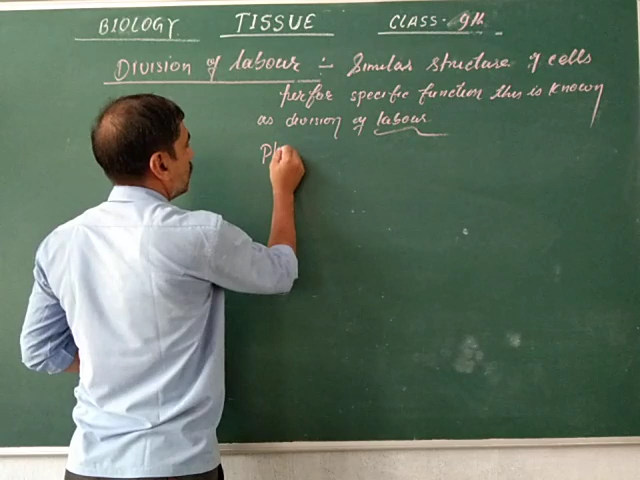 BIOLOGY TISSUE CLASS - 9th
Division of labour :- Similar structure of cells
perfor specific function this is known
as division of labour.
Pl